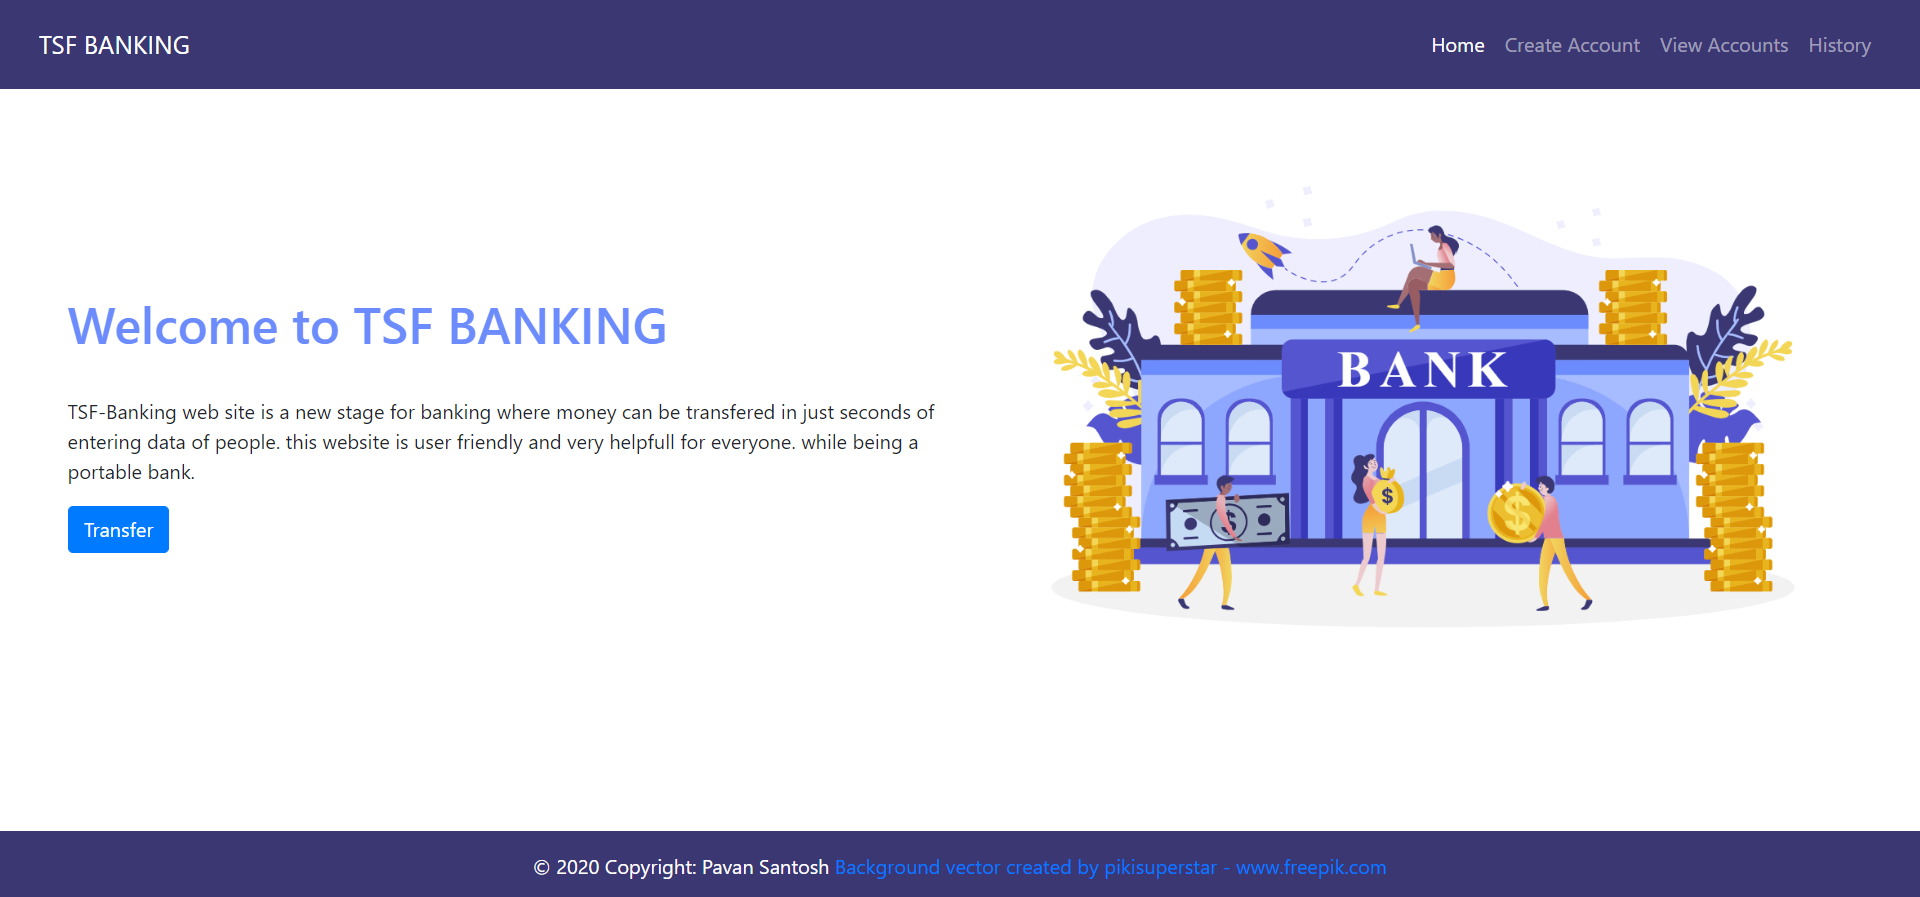 TSF BANKING
Home Create Account View Accounts History
BANK
Welcome to TSF BANKING
TSF-Banking web site is a new stage for banking where money can be transfered in just seconds of
entering data of people. this website is user friendly and very helpfull for everyone. while being a
portable bank.
Transfer
$
$
$
© 2020 Copyright: Pavan Santosh Background vector created by pikisuperstar - www.freepik.com